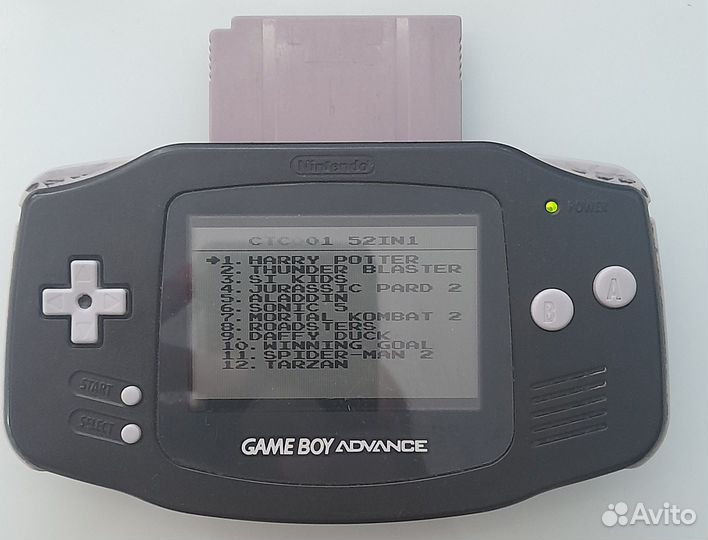 Nintendo
POWER
CTC001 52IN1
1. HARRY POTTER
2. THUNDER BLASTER
3. SI KIDS
4. JURASSIC PARD 2
5. ALADDIN
6. SONIC 5
7. MORTAL KOMBAT 2
8. ROADSTERS
9. DAFFY DUCK
10. WINNING GOAL
11. SPIDER-MAN 2
12. TARZAN
A
B
START
SELECT
GAME BOY ADVANCE
Avito